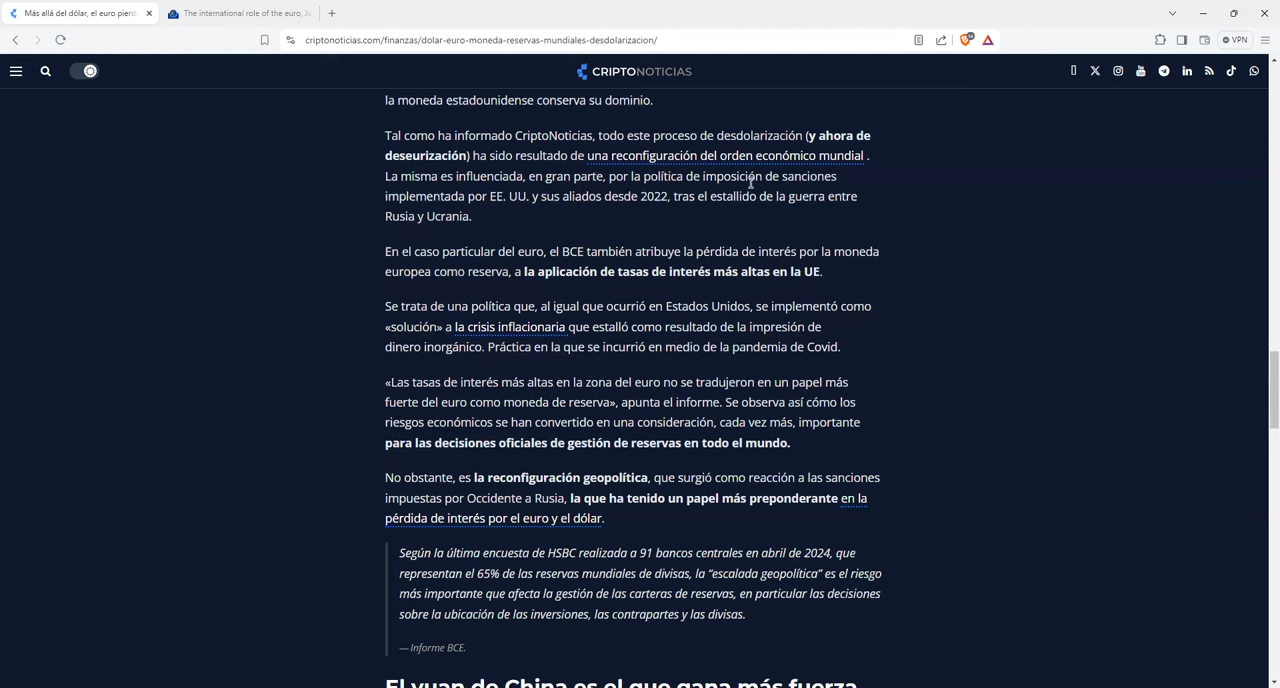 Más allá del dólar, el euro pierd
The international role of the euro, Ju
criptonoticias.com/finanzas/dolar-euro-moneda-reservas-mundiales-desdolarizacion/
VPN
CRIPTONOTICIAS
la moneda estadounidense conserva su dominio.
Tal como ha informado CriptoNoticias, todo este proceso de desdolarización (y ahora de
deseurización) ha sido resultado de una reconfiguración del orden económico mundial .
La misma es influenciada, en gran parte, por la política de imposición de sanciones
implementada por EE. UU. y sus aliados desde 2022, tras el estallido de la guerra entre
Rusia y Ucrania.
En el caso particular del euro, el BCE también atribuye la pérdida de interés por la moneda
europea como reserva, a la aplicación de tasas de interés más altas en la UE.
Se trata de una política que, al igual que ocurrió en Estados Unidos, se implementó como
«solución» a la crisis inflacionaria que estalló como resultado de la impresión de
dinero inorgánico. Práctica en la que se incurrió en medio de la pandemia de Covid.
«Las tasas de interés más altas en la zona del euro no se tradujeron en un papel más
fuerte del euro como moneda de reserva», apunta el informe. Se observa así cómo los
riesgos económicos se han convertido en una consideración, cada vez más, importante
para las decisiones oficiales de gestión de reservas en todo el mundo.
No obstante, es la reconfiguración geopolítica, que surgió como reacción a las sanciones
impuestas por Occidente a Rusia, la que ha tenido un papel más preponderante en la
pérdida de interés por el euro y el dólar.
Según la última encuesta de HSBC realizada a 91 bancos centrales en abril de 2024, que
representan el 65% de las reservas mundiales de divisas, la “escalada geopolítica” es el riesgo
más importante que afecta la gestión de las carteras de reservas, en particular las decisiones
sobre la ubicación de las inversiones, las contrapartes y las divisas.
— Informe BCE.
El yuan de China es el que gana más fuerza